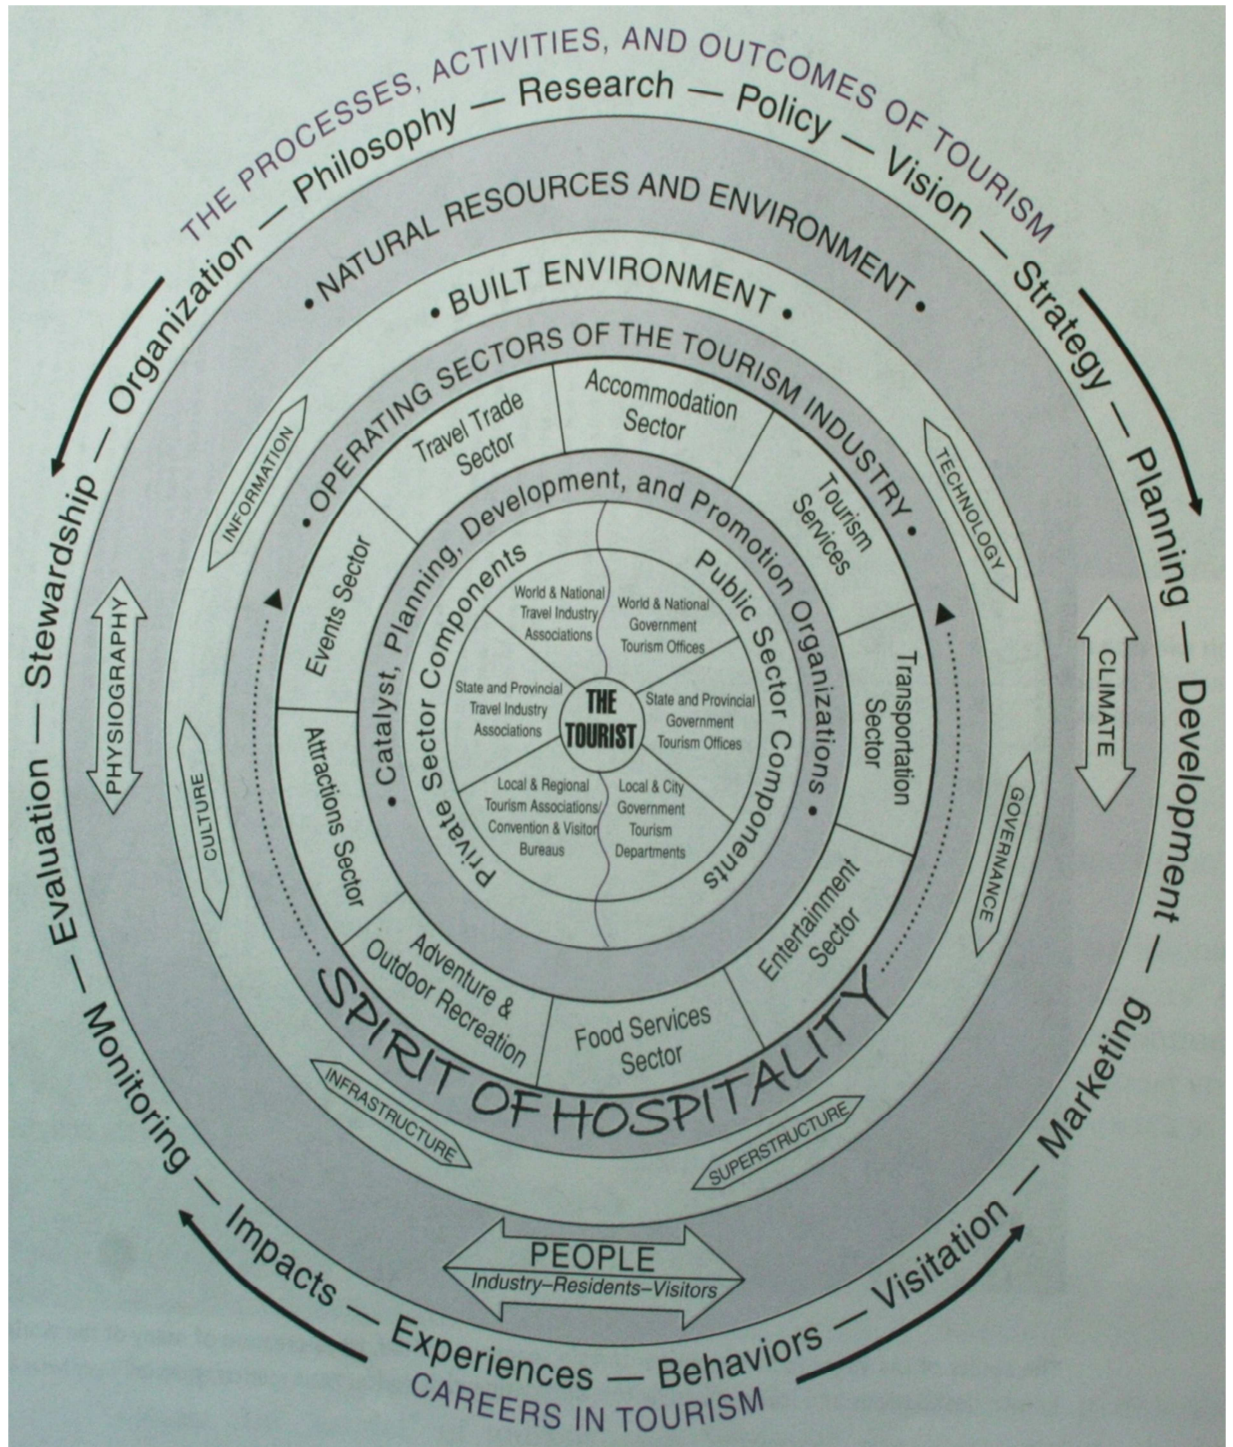 THE PROCESSES, ACTIVITIES, AND OUTCOMES OF TOURISM
Organization — Philosophy — Research — Policy — Vision — Strategy — Planning — Development — Marketing — Visitation — Behaviors — Experiences — Impacts — Monitoring — Evaluation — Stewardship —
• NATURAL RESOURCES AND ENVIRONMENT •
• BUILT ENVIRONMENT •
• OPERATING SECTORS OF THE TOURISM INDUSTRY •
Travel Trade
Sector
Accommodation
Sector
Tourism
Services
Transportation
Sector
Entertainment
Sector
Food Services
Sector
Adventure &
Outdoor Recreation
Attractions Sector
Events Sector
• Catalyst, Planning, Development, and Promotion Organizations •
Private Sector Components
Public Sector Components
World & National
Travel Industry
Associations
World & National
Government
Tourism Offices
State and Provincial
Travel Industry
Associations
THE
TOURIST
State and Provincial
Government
Tourism Offices
Local & Regional
Tourism Associations/
Convention & Visitor
Bureaus
Local & City
Government
Tourism
Departments
INFORMATION
TECHNOLOGY
PHYSIOGRAPHY
CLIMATE
CULTURE
GOVERNANCE
SPIRIT OF HOSPITALITY
INFRASTRUCTURE
SUPERSTRUCTURE
PEOPLE
Industry–Residents–Visitors
CAREERS IN TOURISM